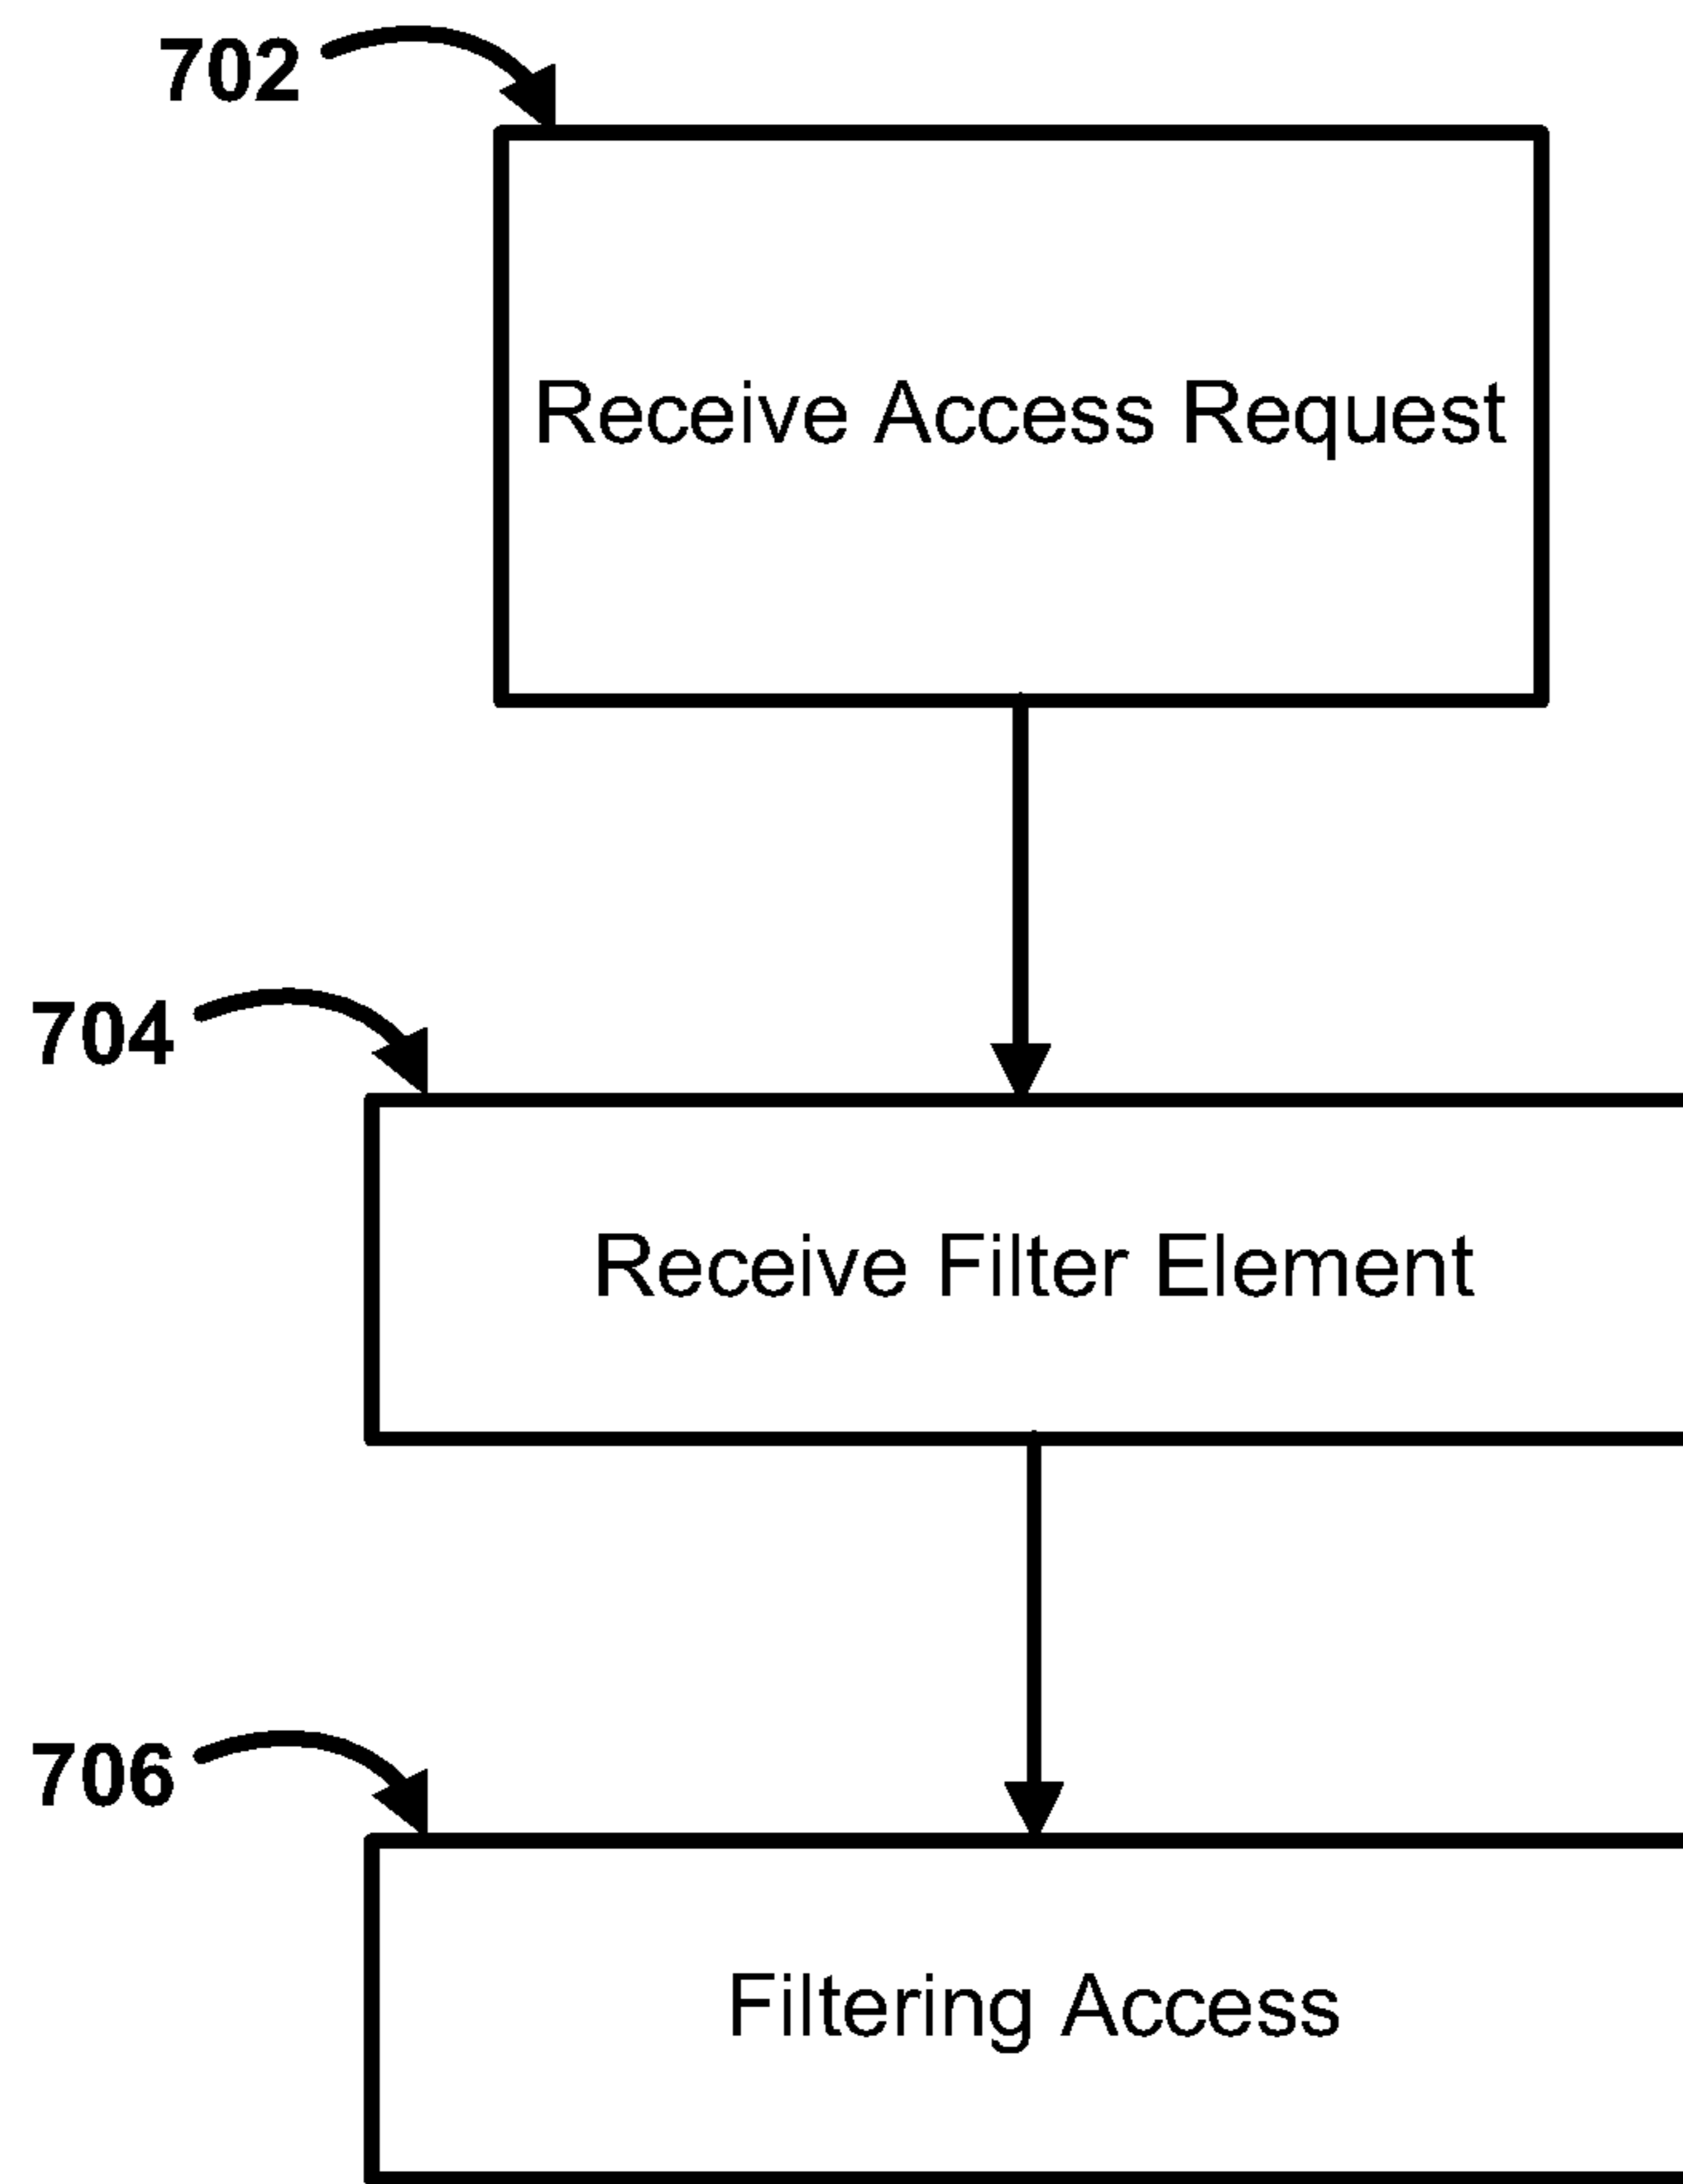 702
Receive Access Request
704
Receive Filter Element
706
Filtering Access